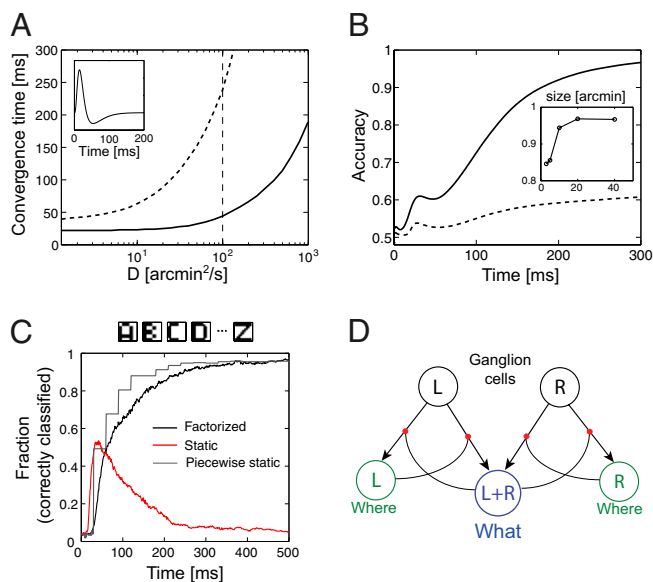 A
Convergence time [ms]
300
250
200
150
100
50
0
0 100 200
Time [ms]
10^1 10^2 10^3
D [arcmin^2/s]
B
Accuracy
1
0.9
0.8
0.7
0.6
0.5
size [arcmin]
1
0.9
0.8
0 20 40
0 100 200 300
Time [ms]
C
A B C D ... Z
Fraction
(correctly classified)
1
0.8
0.6
0.4
0.2
0
Factorized
Static
Piecewise static
0 100 200 300 400 500
Time [ms]
D
Ganglion
cells
L R
L L+R R
Where Where
What